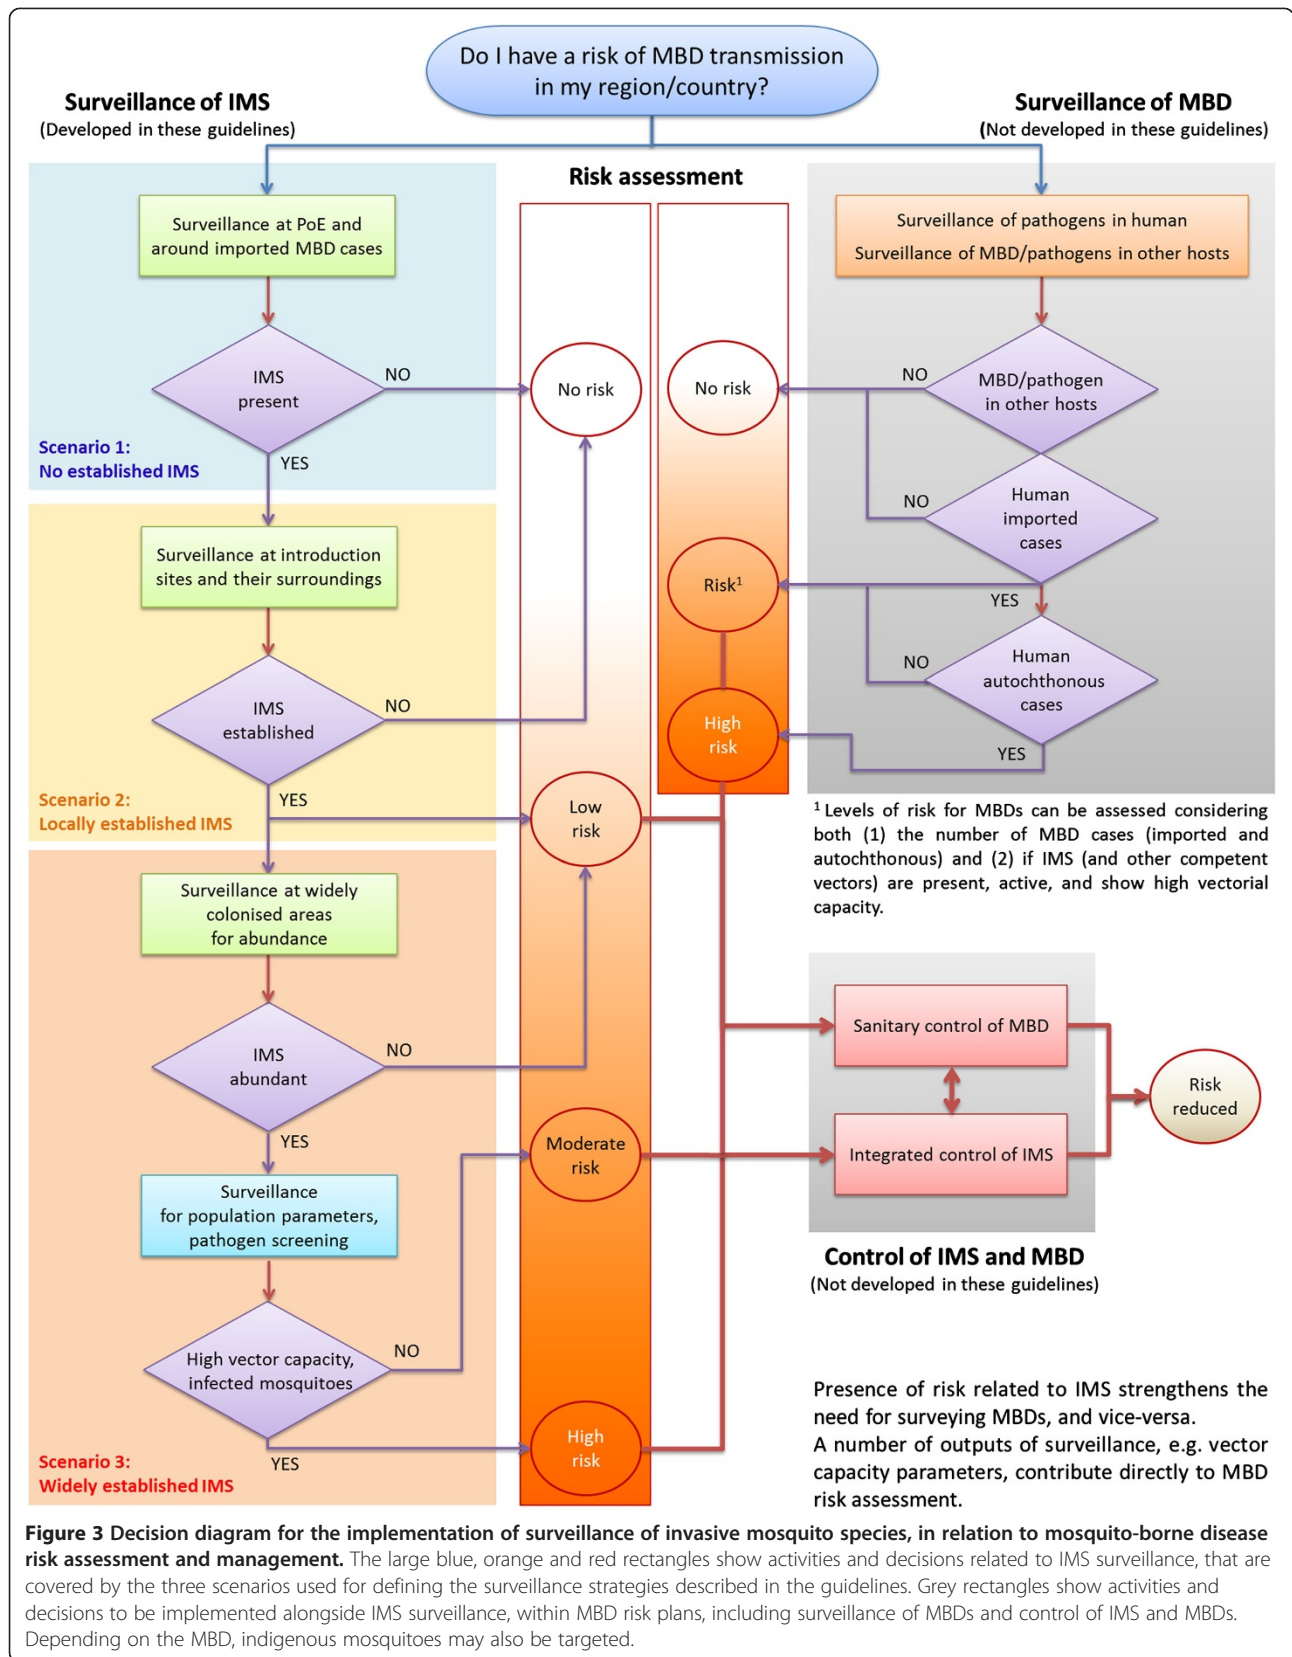 Do I have a risk of MBD transmission
in my region/country?
Surveillance of IMS
(Developed in these guidelines)
Surveillance of MBD
(Not developed in these guidelines)
Risk assessment
Surveillance at PoE and
around imported MBD cases
IMS
present
NO
YES
Scenario 1:
No established IMS
Surveillance at introduction
sites and their surroundings
IMS
established
NO
YES
Scenario 2:
Locally established IMS
Surveillance at widely
colonised areas
for abundance
IMS
abundant
NO
YES
Surveillance
for population parameters,
pathogen screening
High vector capacity,
infected mosquitoes
NO
YES
Scenario 3:
Widely established IMS
No risk
Low
risk
Moderate
risk
High
risk
No risk
Risk¹
High
risk
Surveillance of pathogens in human
Surveillance of MBD/pathogens in other hosts
MBD/pathogen
in other hosts
NO
Human
imported
cases
NO
YES
Human
autochthonous
cases
NO
YES
¹ Levels of risk for MBDs can be assessed considering
both (1) the number of MBD cases (imported and
autochthonous) and (2) if IMS (and other competent
vectors) are present, active, and show high vectorial
capacity.
Sanitary control of MBD
Integrated control of IMS
Risk
reduced
Control of IMS and MBD
(Not developed in these guidelines)
Presence of risk related to IMS strengthens the
need for surveying MBDs, and vice-versa.
A number of outputs of surveillance, e.g. vector
capacity parameters, contribute directly to MBD
risk assessment.
Figure 3 Decision diagram for the implementation of surveillance of invasive mosquito species, in relation to mosquito-borne disease
risk assessment and management. The large blue, orange and red rectangles show activities and decisions related to IMS surveillance, that are
covered by the three scenarios used for defining the surveillance strategies described in the guidelines. Grey rectangles show activities and
decisions to be implemented alongside IMS surveillance, within MBD risk plans, including surveillance of MBDs and control of IMS and MBDs.
Depending on the MBD, indigenous mosquitoes may also be targeted.